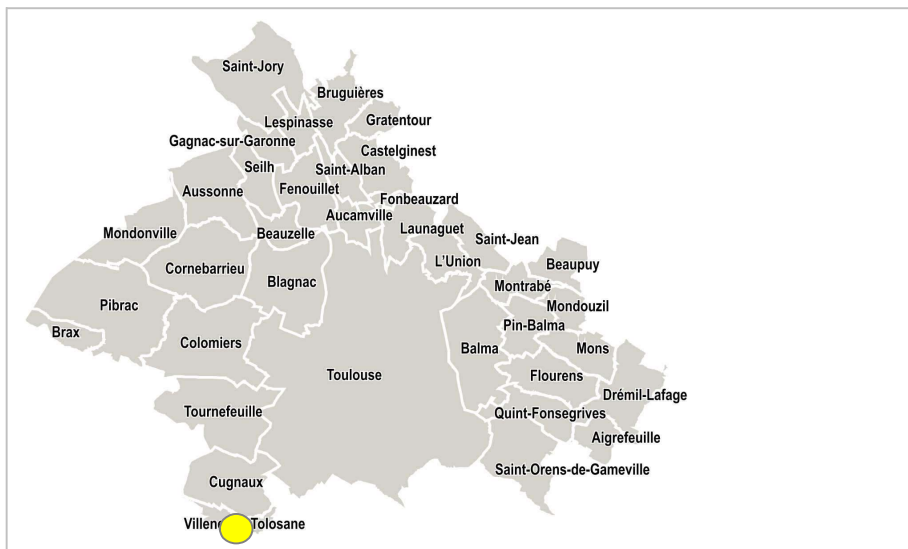 Saint-Jory
Bruguières
Lespinasse
Gratentour
Gagnac-sur-Garonne
Castelginest
Seilh
Saint-Alban
Aussonne
Fenouillet
Fonbeauzard
Aucamville
Launaguet
Mondonville
Beauzelle
Saint-Jean
L'Union
Cornebarrieu
Beaupuy
Blagnac
Montrabé
Pibrac
Mondouzil
Pin-Balma
Brax
Colomiers
Balma
Mons
Toulouse
Flourens
Drémil-Lafage
Tournefeuille
Quint-Fonsegrives
Aigrefeuille
Saint-Orens-de-Gameville
Cugnaux
Tolosane